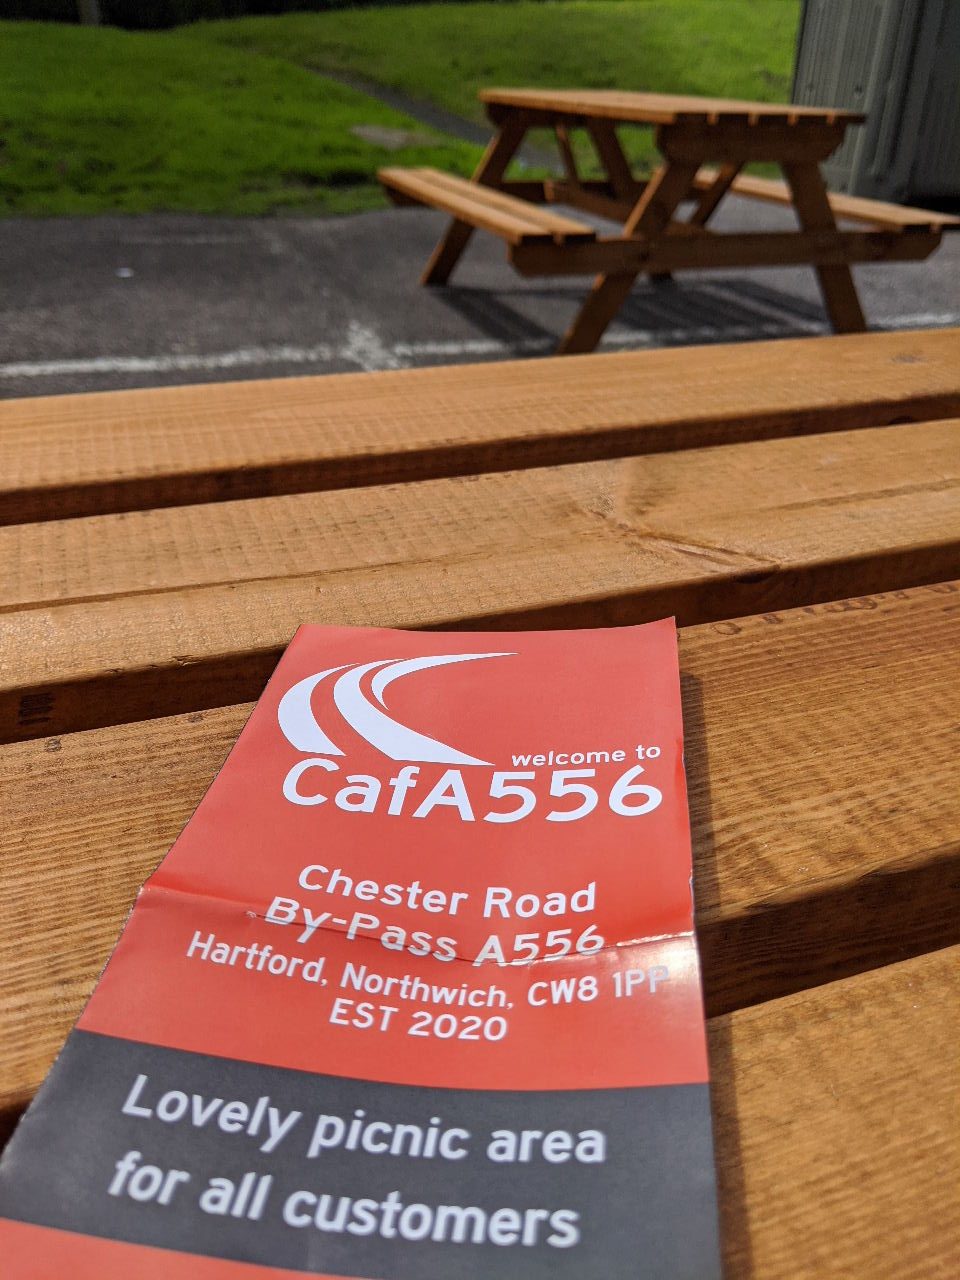 welcome to
CafA556
Chester Road
By-Pass A556
Hartford, Northwich, CW8 1PP
EST 2020
Lovely picnic area
for all customers